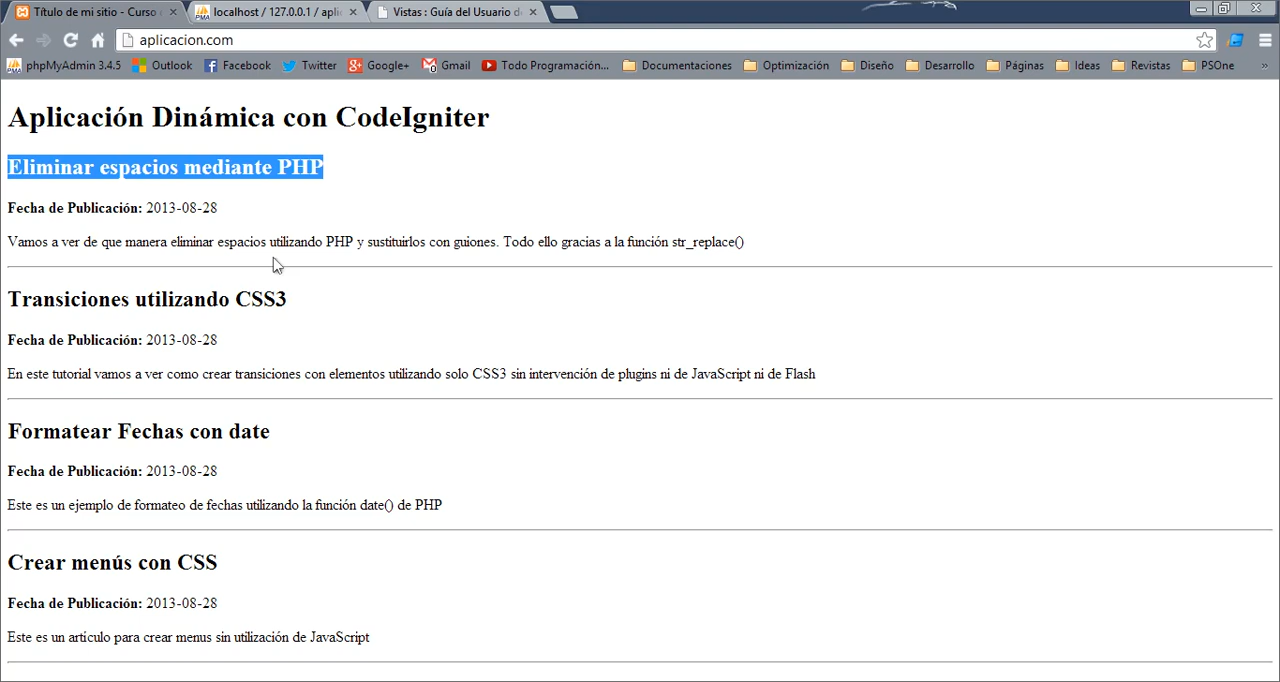 Título de mi sitio - Curso
localhost / 127.0.0.1 / apli
Vistas : Guía del Usuario d
aplicacion.com
phpMyAdmin 3.4.5 Outlook Facebook Twitter Google+ Gmail Todo Programación... Documentaciones Optimización Diseño Desarrollo Páginas Ideas Revistas PSOne »
Aplicación Dinámica con CodeIgniter
Eliminar espacios mediante PHP
Fecha de Publicación: 2013-08-28
Vamos a ver de que manera eliminar espacios utilizando PHP y sustituirlos con guiones. Todo ello gracias a la función str_replace()
Transiciones utilizando CSS3
Fecha de Publicación: 2013-08-28
En este tutorial vamos a ver como crear transiciones con elementos utilizando solo CSS3 sin intervención de plugins ni de JavaScript ni de Flash
Formatear Fechas con date
Fecha de Publicación: 2013-08-28
Este es un ejemplo de formateo de fechas utilizando la función date() de PHP
Crear menús con CSS
Fecha de Publicación: 2013-08-28
Este es un articulo para crear menus sin utilización de JavaScript